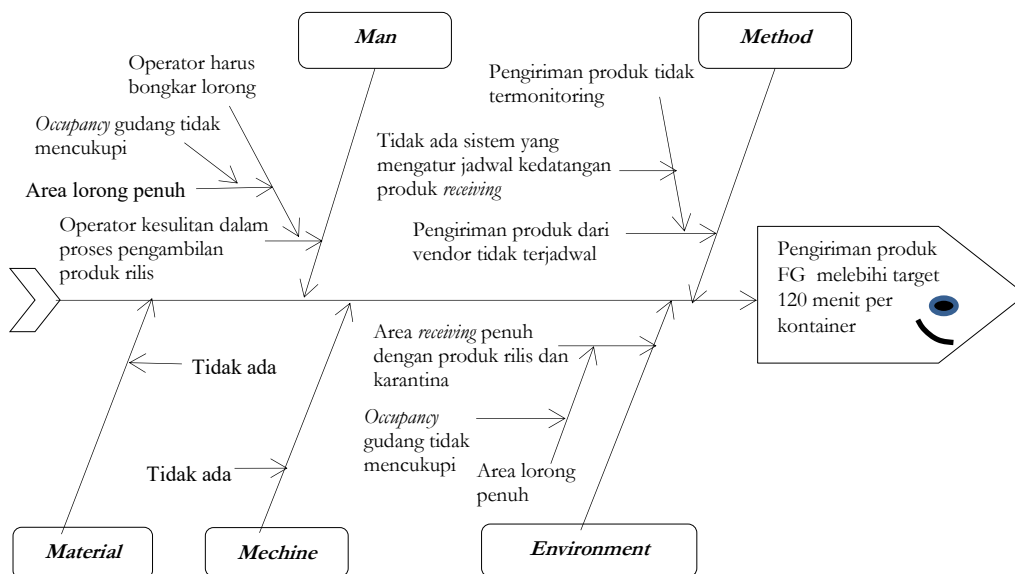 Man
Method
Operator harus
bongkar lorong
Occupancy gudang tidak
mencukupi
Area lorong penuh
Operator kesulitan dalam
proses pengambilan
produk rilis
Pengiriman produk tidak
termonitoring
Tidak ada sistem yang
mengatur jadwal kedatangan
produk receiving
Pengiriman produk dari
vendor tidak terjadwal
Pengiriman produk
FG melebihi target
120 menit per
kontainer
Tidak ada
Tidak ada
Area receiving penuh
dengan produk rilis dan
karantina
Occupancy
gudang tidak
mencukupi
Area lorong
penuh
Material
Mechine
Environment